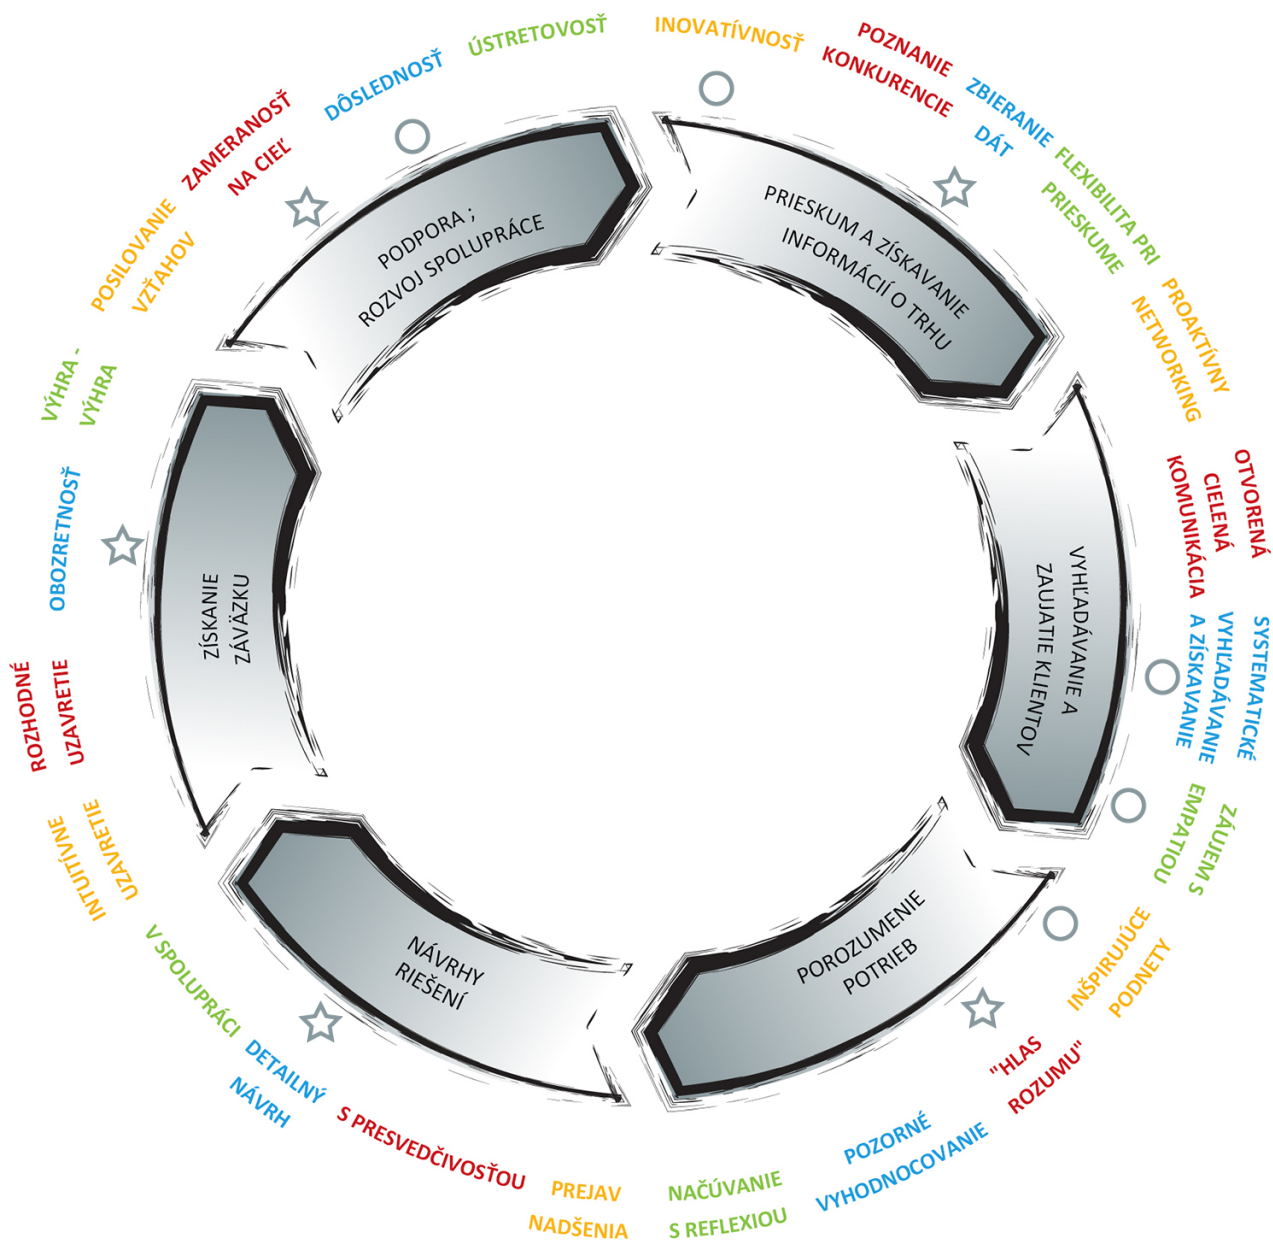 INOVATÍVNOSŤ
POZNANIE
KONKURENCIE
ZBIERANIE
DÁT
FLEXIBILITA PRI
PRIESKUME
PROAKTÍVNY
NETWORKING
OTVORENÁ
CIELENÁ
KOMUNIKÁCIA
SYSTEMATICKÉ
VYHĽADÁVANIE
A ZÍSKAVANIE
ZÁUJEM S
EMPATIOU
INŠPIRUJÚCE
PODNETY
"HLAS
ROZUMU"
POZORNÉ
VYHODNOCOVANIE
NAČÚVANIE
S REFLEXIOU
PREJAV
NADŠENIA
S PRESVEDČIVOSŤOU
DETAILNÝ
NÁVRH
V SPOLUPRÁCI
INTUITÍVNE
UZAVRETIE
ROZHODNÉ
UZAVRETIE
OBOZRETNOSŤ
VÝHRA -
VÝHRA
POSILOVANIE
VZŤAHOV
ZAMERANOSŤ
NA CIEĽ
DÔSLEDNOSŤ
ÚSTRETOVOSŤ
PRIESKUM A ZÍSKAVANIE
INFORMÁCIÍ O TRHU
VYHĽADÁVANIE A
ZAUJATIE KLIENTOV
POROZUMENIE
POTRIEB
NÁVRHY
RIEŠENÍ
ZÍSKANIE
ZÁVÄZKU
PODPORA ;
ROZVOJ SPOLUPRÁCE